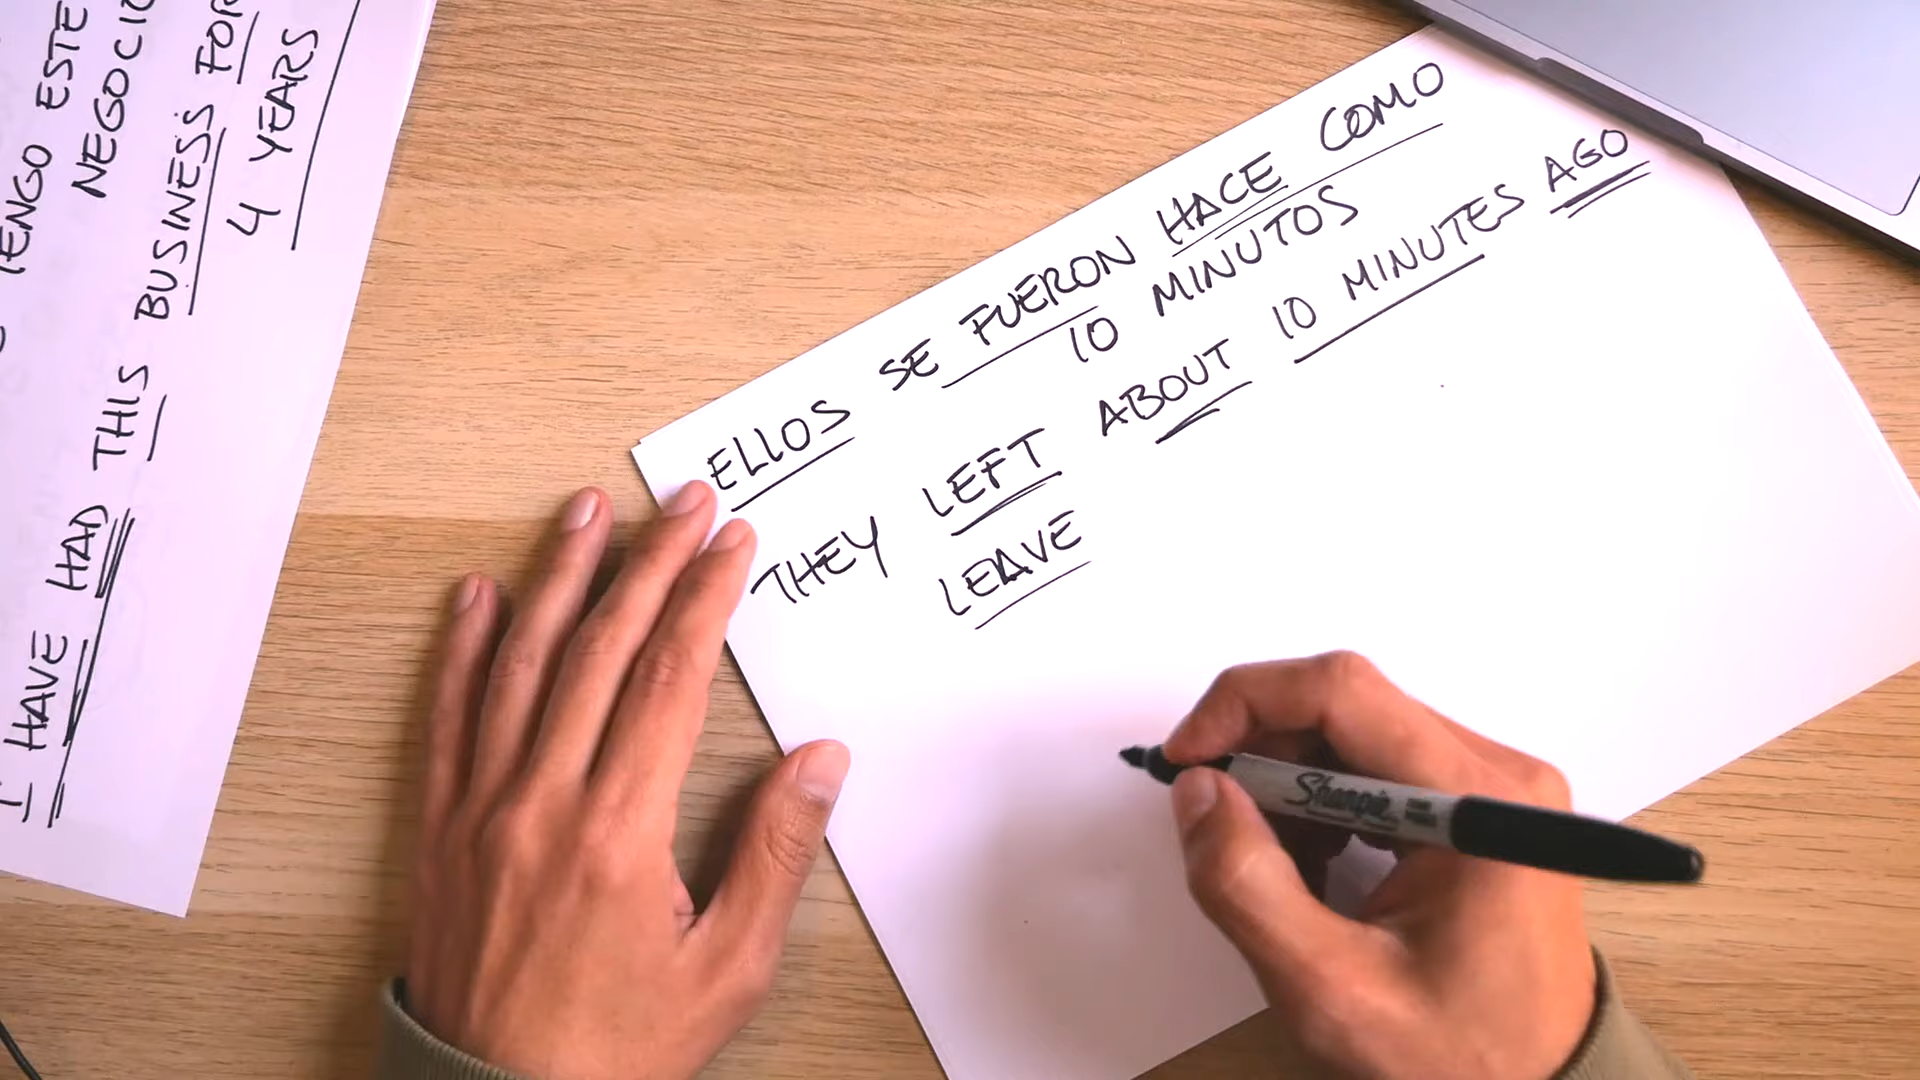 TENGO ESTE
NEGOCIO
I HAVE HAD THIS BUSINESS FOR
4 YEARS
ELLOS SE FUERON HACE COMO
10 MINUTOS
THEY LEFT ABOUT 10 MINUTES AGO
LEAVE
Sharpie